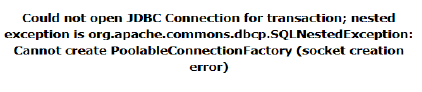 Could not open JDBC Connection for transaction; nested
exception is org.apache.commons.dbcp.SQLNestedException:
Cannot create PoolableConnectionFactory (socket creation
error)